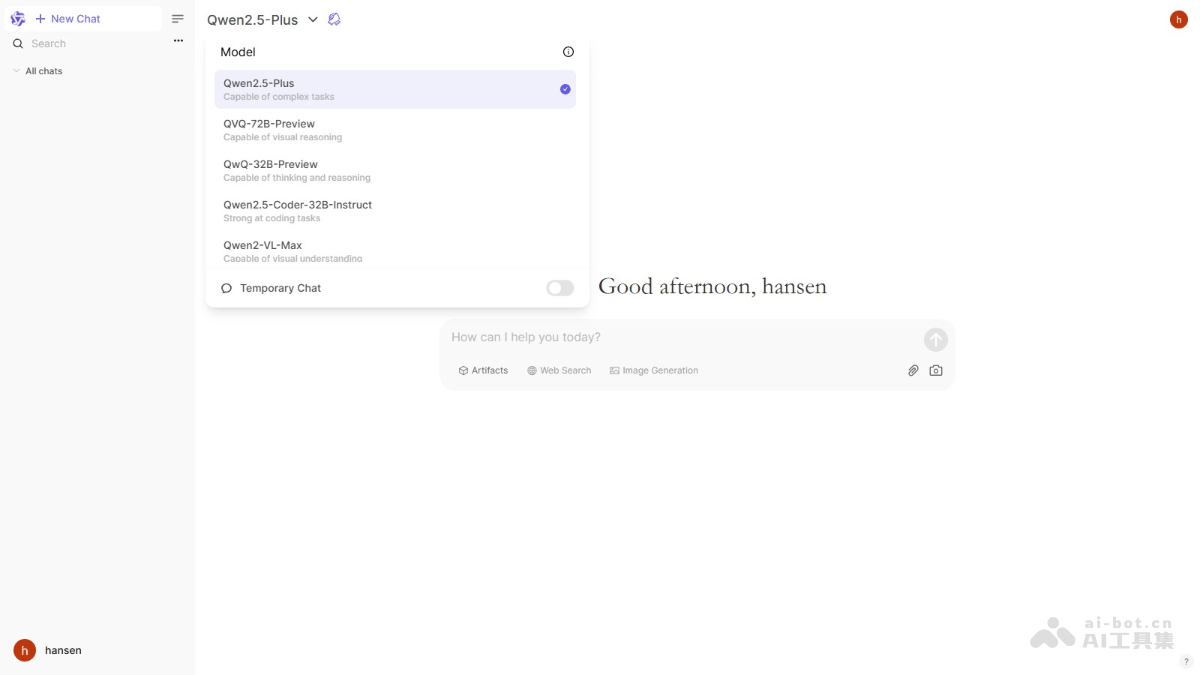 New Chat
Search
All chats
Qwen2.5-Plus
h
Model
Qwen2.5-Plus
Capable of complex tasks
QVQ-72B-Preview
Capable of visual reasoning
QwQ-32B-Preview
Capable of thinking and reasoning
Qwen2.5-Coder-32B-Instruct
Strong at coding tasks
Qwen2-VL-Max
Capable of visual understanding
Temporary Chat
Good afternoon, hansen
How can I help you today?
Artifacts Web Search Image Generation
h hansen
ai-bot.cn
AI工具集
?